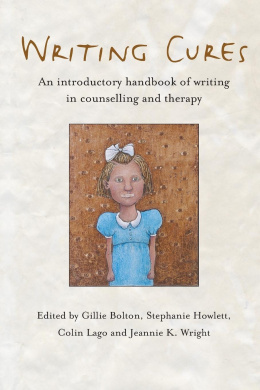 WRITING CURES
An introductory handbook of writing
in counselling and therapy
Edited by Gillie Bolton, Stephanie Howlett,
Colin Lago and Jeannie K. Wright